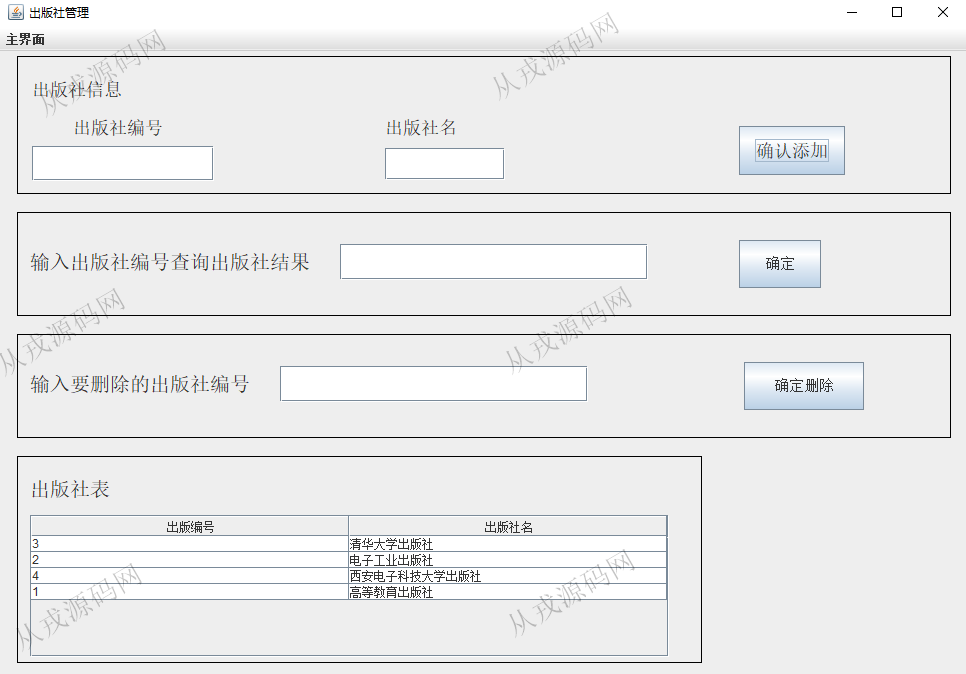 出版社管理
主界面
出版社信息
出版社编号 出版社名
确认添加
输入出版社编号查询出版社结果 确定
输入要删除的出版社编号 确定删除
出版社表
出版编号 出版社名
3 清华大学出版社
2 电子工业出版社
4 西安电子科技大学出版社
1 高等教育出版社
从戎源码网
从戎源码网
从戎源码网
从戎源码网
从戎源码网
从戎源码网